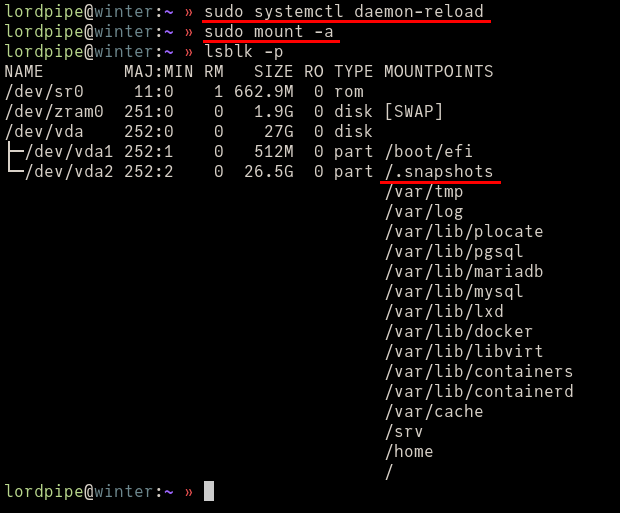 lordpipe@winter:~ » sudo systemctl daemon-reload
lordpipe@winter:~ » sudo mount -a
lordpipe@winter:~ » lsblk -p
NAME        MAJ:MIN RM   SIZE RO TYPE MOUNTPOINTS
/dev/sr0     11:0    1 662.9M  0 rom
/dev/zram0  251:0    0   1.9G  0 disk [SWAP]
/dev/vda    252:0    0    27G  0 disk
├─/dev/vda1 252:1    0   512M  0 part /boot/efi
└─/dev/vda2 252:2    0  26.5G  0 part /.snapshots
                                      /var/tmp
                                      /var/log
                                      /var/lib/plocate
                                      /var/lib/pgsql
                                      /var/lib/mariadb
                                      /var/lib/mysql
                                      /var/lib/lxd
                                      /var/lib/docker
                                      /var/lib/libvirt
                                      /var/lib/containers
                                      /var/lib/containerd
                                      /var/cache
                                      /srv
                                      /home
                                      /
lordpipe@winter:~ »